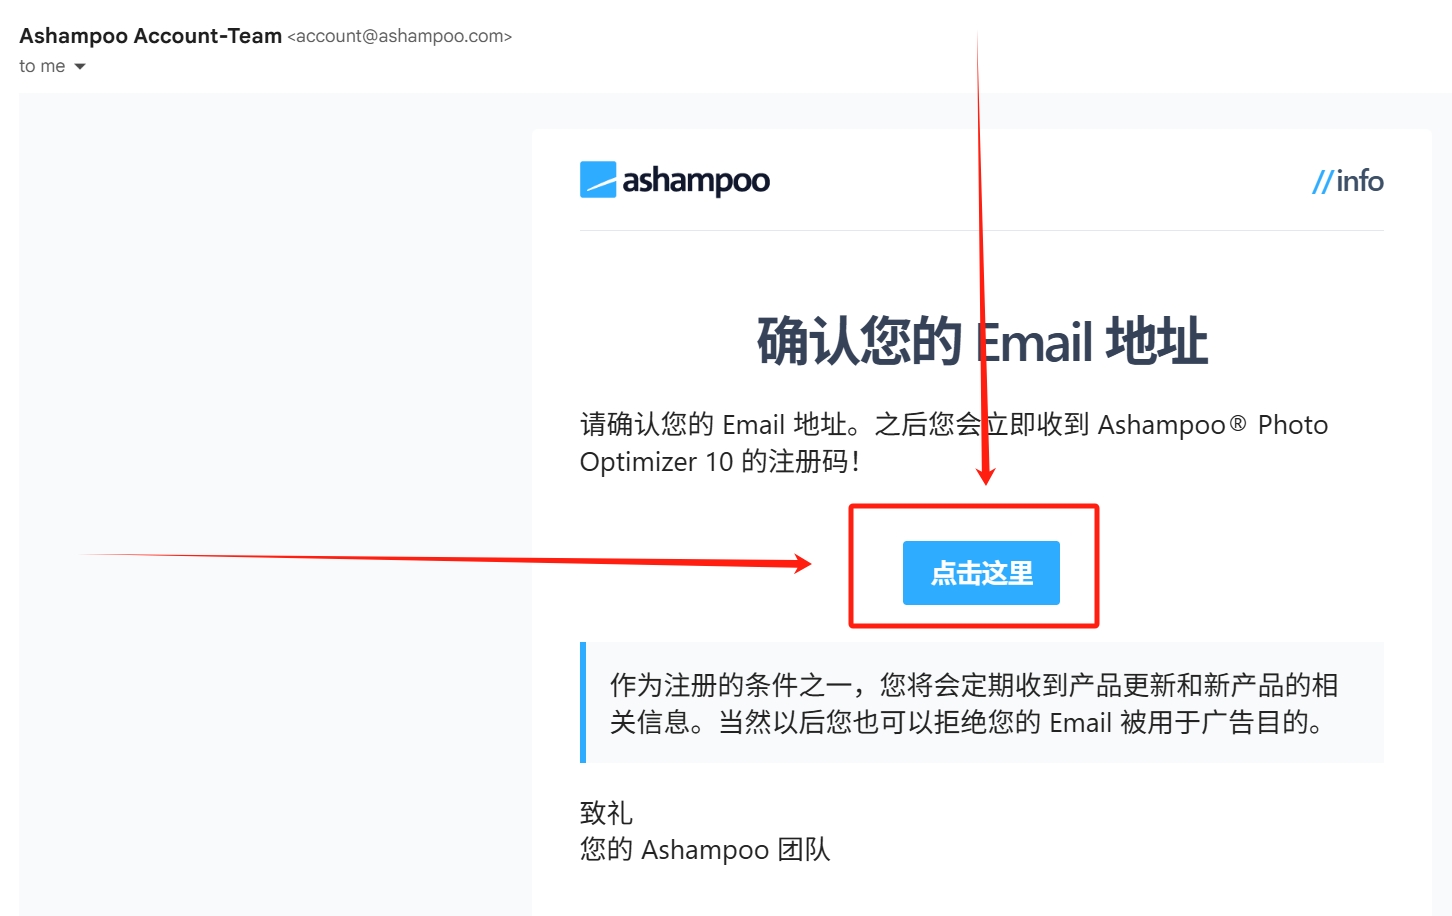 Ashampoo Account-Team <account@ashampoo.com>
to me
ashampoo
//info
确认您的 Email 地址
请确认您的 Email 地址。之后您会立即收到 Ashampoo® Photo
Optimizer 10 的注册码！
点击这里
作为注册的条件之一，您将会定期收到产品更新和新产品的相
关信息。当然以后您也可以拒绝您的 Email 被用于广告目的。
致礼
您的 Ashampoo 团队